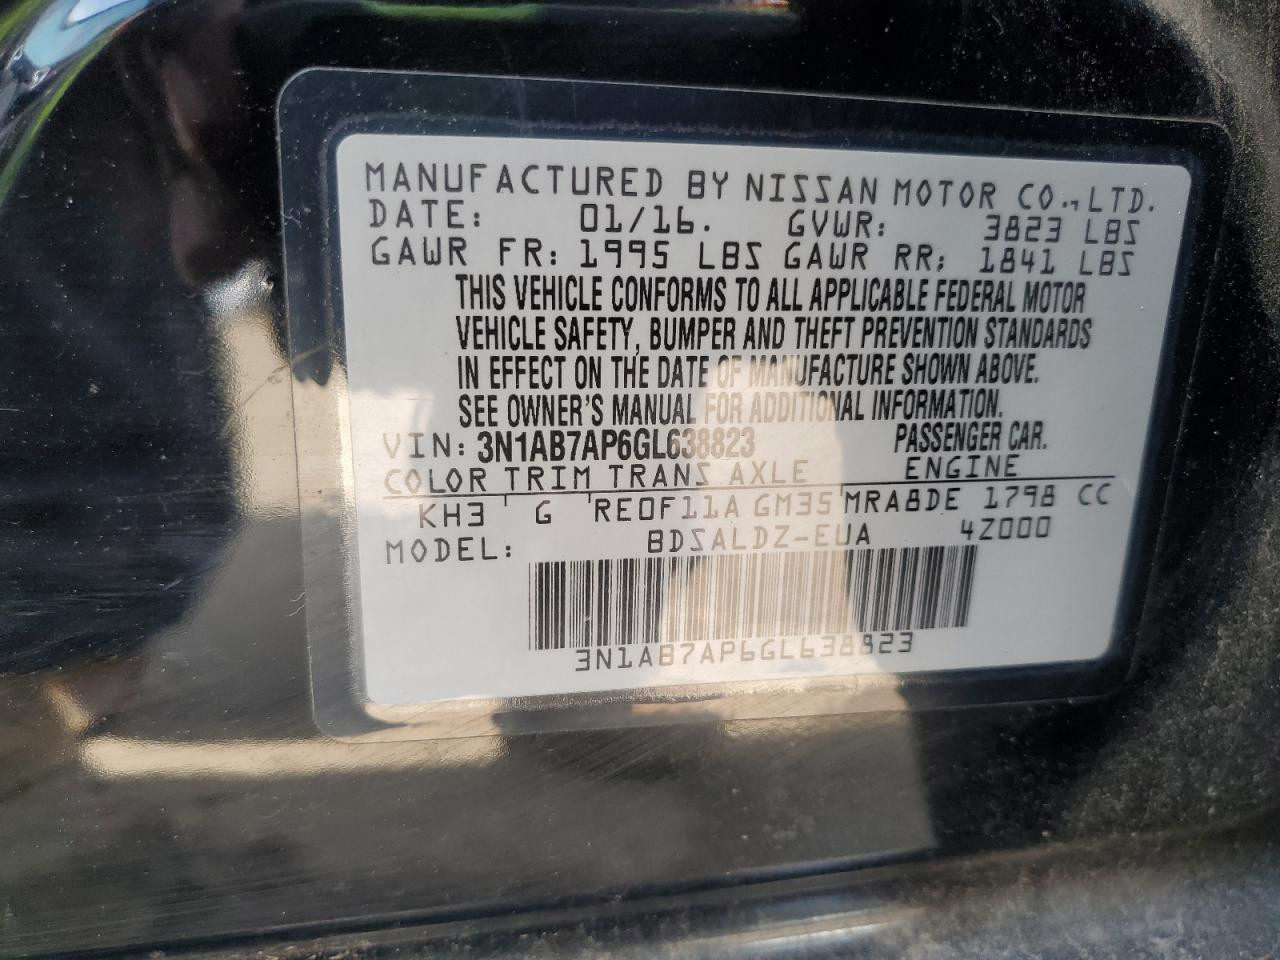 MANUFACTURED BY NISSAN MOTOR CO.,LTD.
DATE: 01/16. GVWR: 3823 LBS
GAWR FR: 1995 LBS GAWR RR: 1841 LBS
THIS VEHICLE CONFORMS TO ALL APPLICABLE FEDERAL MOTOR
VEHICLE SAFETY, BUMPER AND THEFT PREVENTION STANDARDS
IN EFFECT ON THE DATE OF MANUFACTURE SHOWN ABOVE.
SEE OWNER'S MANUAL FOR ADDITIONAL INFORMATION.
VIN: 3N1AB7AP6GL638823 PASSENGER CAR.
COLOR TRIM TRANS AXLE ENGINE
KH3 G RE0F11A GM35 MRA8DE 1798 CC
MODEL: BDSALDZ-EUA 4Z000
3N1AB7AP6GL638823